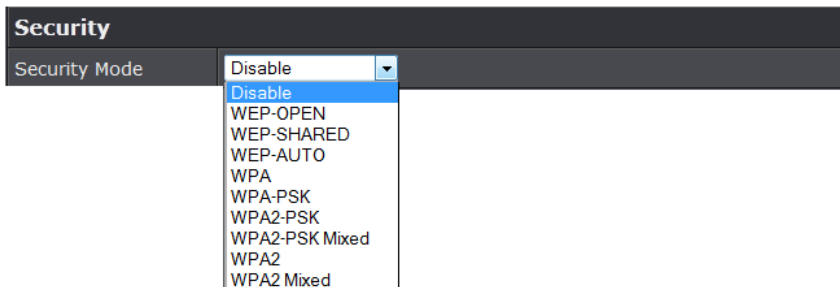 Security
Security Mode Disable
Disable
WEP-OPEN
WEP-SHARED
WEP-AUTO
WPA
WPA-PSK
WPA2-PSK
WPA2-PSK Mixed
WPA2
WPA2 Mixed